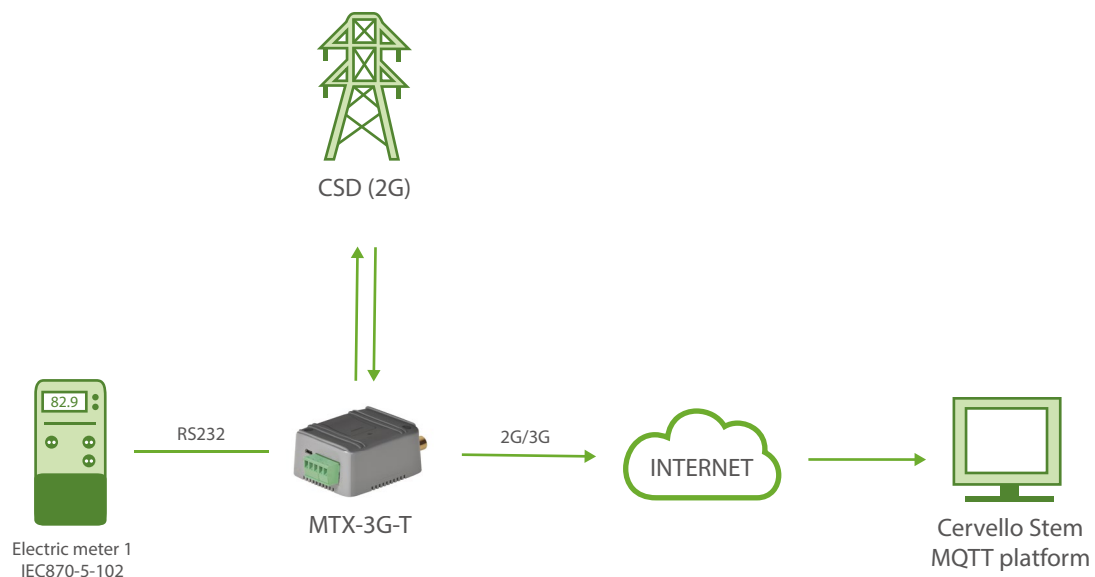 CSD (2G)
82.9
RS232
2G/3G
INTERNET
MTX-3G-T
Cervello Stem
MQTT platform
Electric meter 1
IEC870-5-102